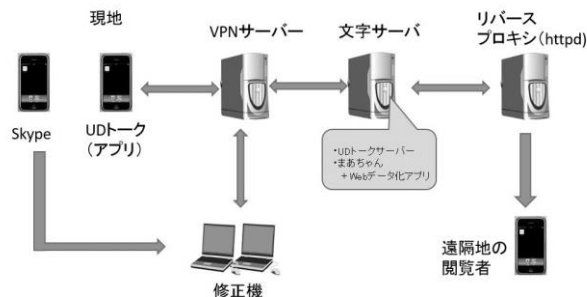 現地
VPNサーバー
文字サーバ
リバース
プロキシ(httpd)
Skype
UDトーク
(アプリ)
・UDトークサーバー
・まあちゃん
+ Webデータ化アプリ
修正機
遠隔地の
閲覧者